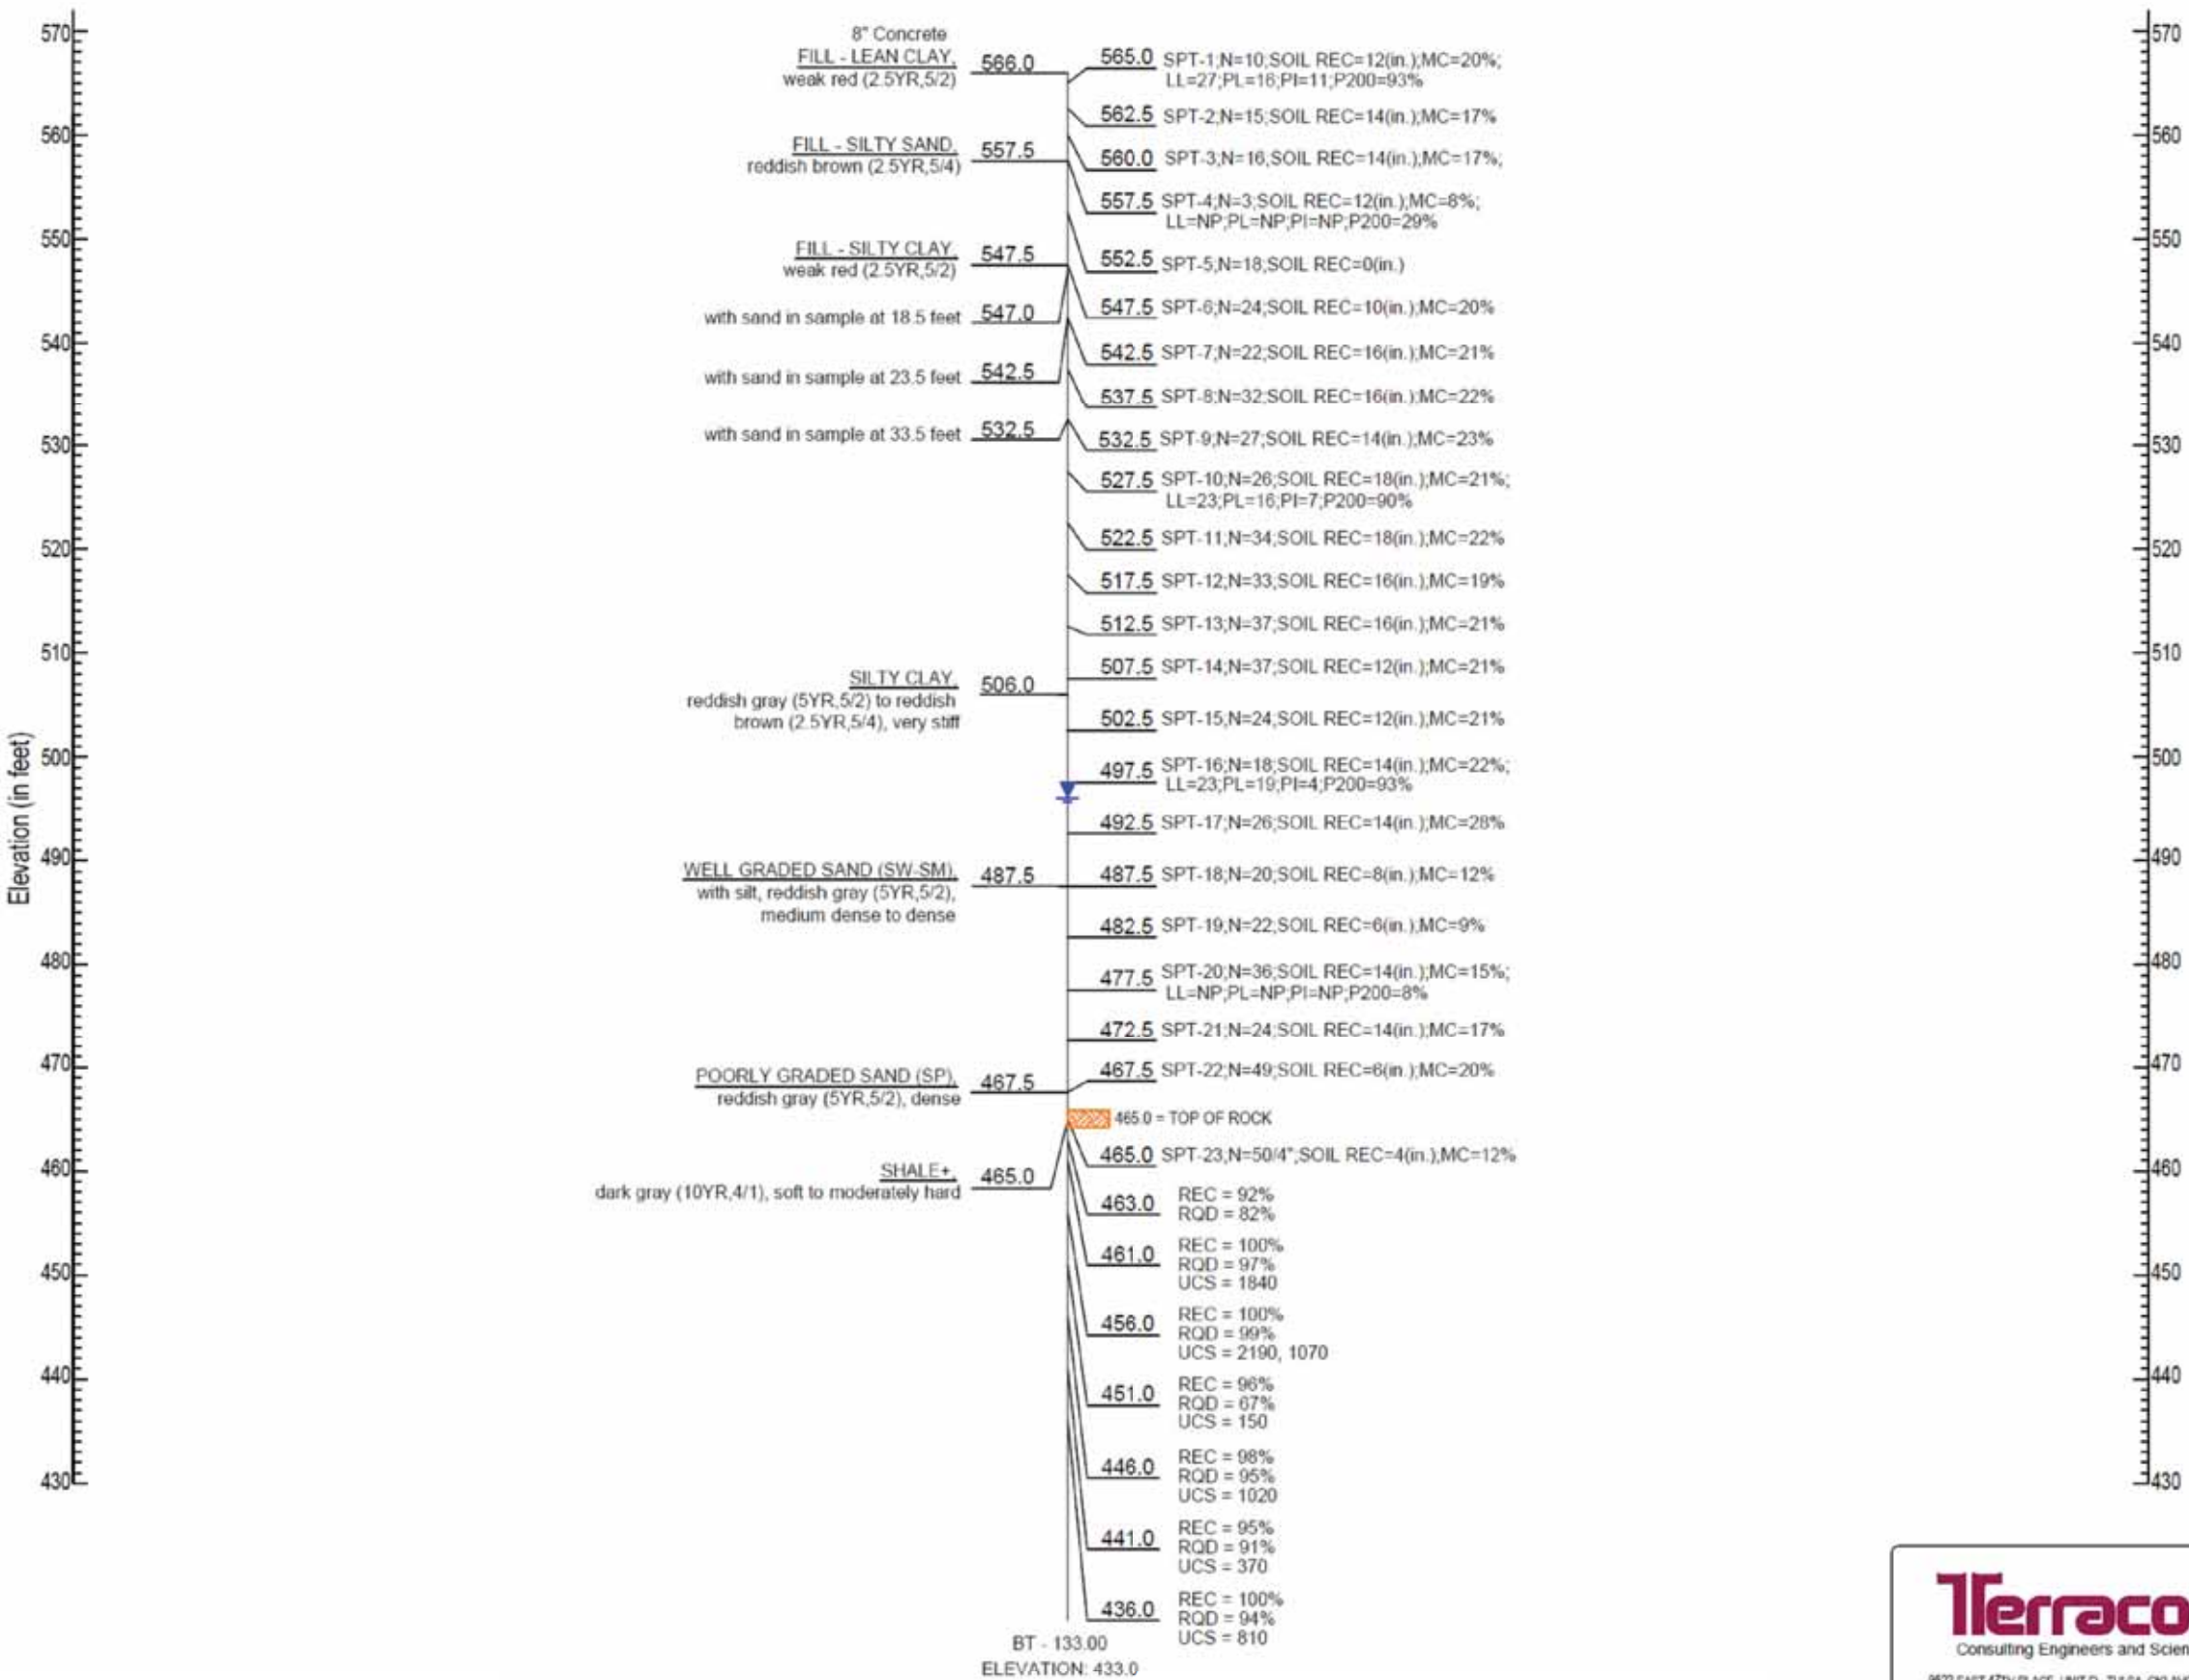 8" Concrete
FILL - LEAN CLAY, 566.0
weak red (2.5YR,5/2)
FILL - SILTY SAND, 557.5
reddish brown (2.5YR,5/4)
FILL - SILTY CLAY, 547.5
weak red (2.5YR,5/2)
with sand in sample at 18.5 feet 547.0
with sand in sample at 23.5 feet 542.5
with sand in sample at 33.5 feet 532.5
SILTY CLAY, 506.0
reddish gray (5YR,5/2) to reddish
brown (2.5YR,5/4), very stiff
WELL GRADED SAND (SW-SM), 487.5
with silt, reddish gray (5YR,5/2),
medium dense to dense
POORLY GRADED SAND (SP), 467.5
reddish gray (5YR,5/2), dense
SHALE+, 465.0
dark gray (10YR,4/1), soft to moderately hard
565.0 SPT-1;N=10;SOIL REC=12(in.);MC=20%;
LL=27;PL=16;PI=11;P200=93%
562.5 SPT-2;N=15;SOIL REC=14(in.);MC=17%
560.0 SPT-3;N=16;SOIL REC=14(in.);MC=17%;
557.5 SPT-4;N=3;SOIL REC=12(in.);MC=8%;
LL=NP;PL=NP;PI=NP;P200=29%
552.5 SPT-5;N=18;SOIL REC=0(in.)
547.5 SPT-6;N=24;SOIL REC=10(in.);MC=20%
542.5 SPT-7;N=22;SOIL REC=16(in.);MC=21%
537.5 SPT-8;N=32;SOIL REC=16(in.);MC=22%
532.5 SPT-9;N=27;SOIL REC=14(in.);MC=23%
527.5 SPT-10;N=26;SOIL REC=18(in.);MC=21%;
LL=23;PL=16;PI=7;P200=90%
522.5 SPT-11;N=34;SOIL REC=18(in.);MC=22%
517.5 SPT-12;N=33;SOIL REC=16(in.);MC=19%
512.5 SPT-13;N=37;SOIL REC=16(in.);MC=21%
507.5 SPT-14;N=37;SOIL REC=12(in.);MC=21%
502.5 SPT-15;N=24;SOIL REC=12(in.);MC=21%
497.5 SPT-16;N=18;SOIL REC=14(in.);MC=22%;
LL=23;PL=19;PI=4;P200=93%
492.5 SPT-17;N=26;SOIL REC=14(in.);MC=28%
487.5 SPT-18;N=20;SOIL REC=8(in.);MC=12%
482.5 SPT-19;N=22;SOIL REC=6(in.);MC=9%
477.5 SPT-20;N=36;SOIL REC=14(in.);MC=15%;
LL=NP;PL=NP;PI=NP;P200=8%
472.5 SPT-21;N=24;SOIL REC=14(in.);MC=17%
467.5 SPT-22;N=49;SOIL REC=6(in.);MC=20%
465.0 = TOP OF ROCK
465.0 SPT-23;N=50/4";SOIL REC=4(in.);MC=12%
463.0
REC = 92%
RQD = 82%
461.0
REC = 100%
RQD = 97%
UCS = 1840
456.0
REC = 100%
RQD = 99%
UCS = 2190, 1070
451.0
REC = 96%
RQD = 67%
UCS = 150
446.0
REC = 98%
RQD = 95%
UCS = 1020
441.0
REC = 95%
RQD = 91%
UCS = 370
436.0
REC = 100%
RQD = 94%
UCS = 810
BT - 133.00
ELEVATION: 433.0
Elevation (in feet)
570
560
550
540
530
520
510
500
490
480
470
460
450
440
430
570
560
550
540
530
520
510
500
490
480
470
460
450
440
430
Terraco
Consulting Engineers and Scien